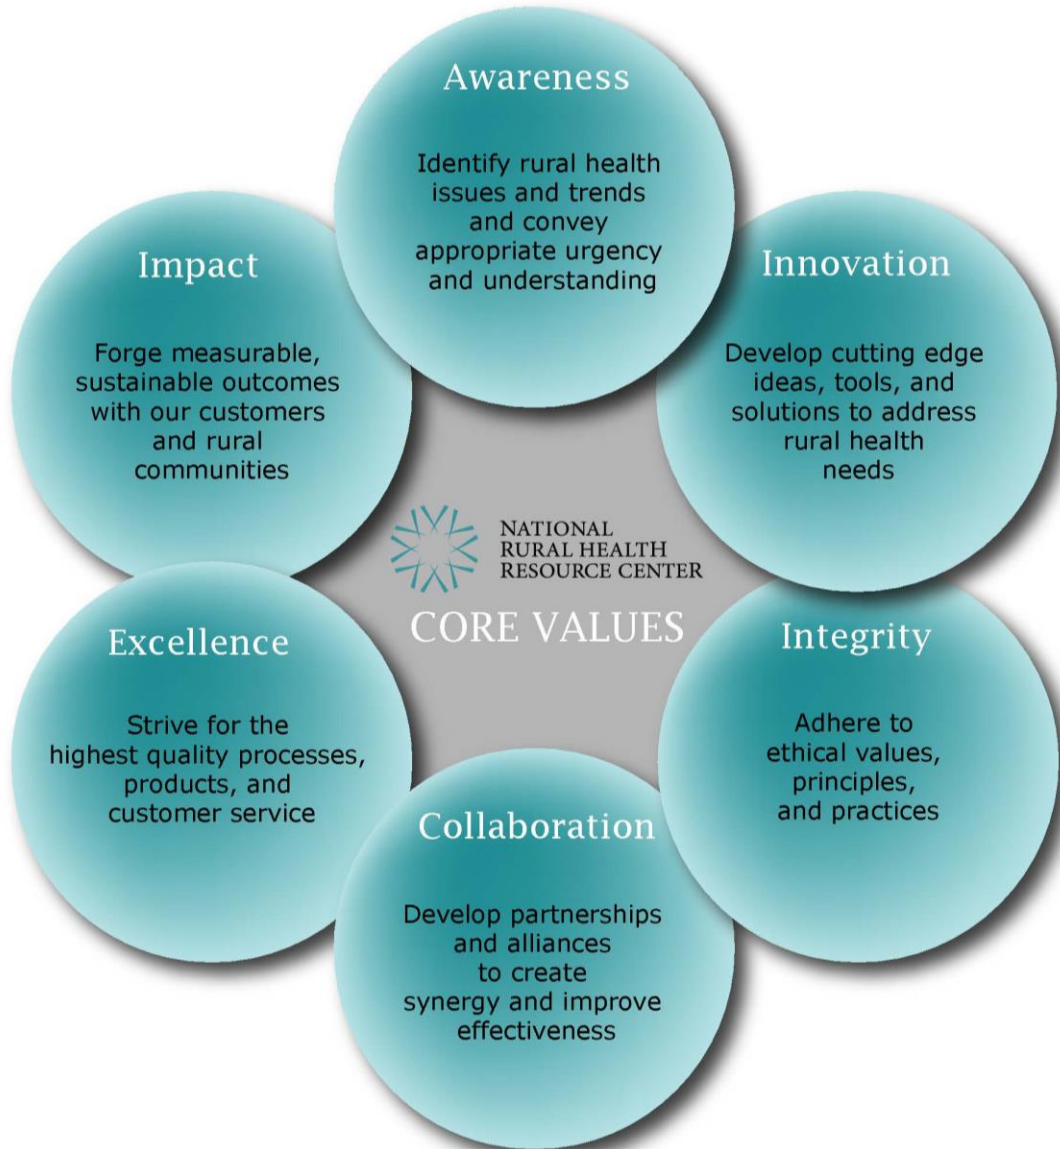 Awareness
Identify rural health
issues and trends
and convey
appropriate urgency
and understanding
Innovation
Develop cutting edge
ideas, tools, and
solutions to address
rural health
needs
Integrity
Adhere to
ethical values,
principles,
and practices
Collaboration
Develop partnerships
and alliances
to create
synergy and improve
effectiveness
Excellence
Strive for the
highest quality processes,
products, and
customer service
Impact
Forge measurable,
sustainable outcomes
with our customers
and rural
communities
NATIONAL
RURAL HEALTH
RESOURCE CENTER
CORE VALUES